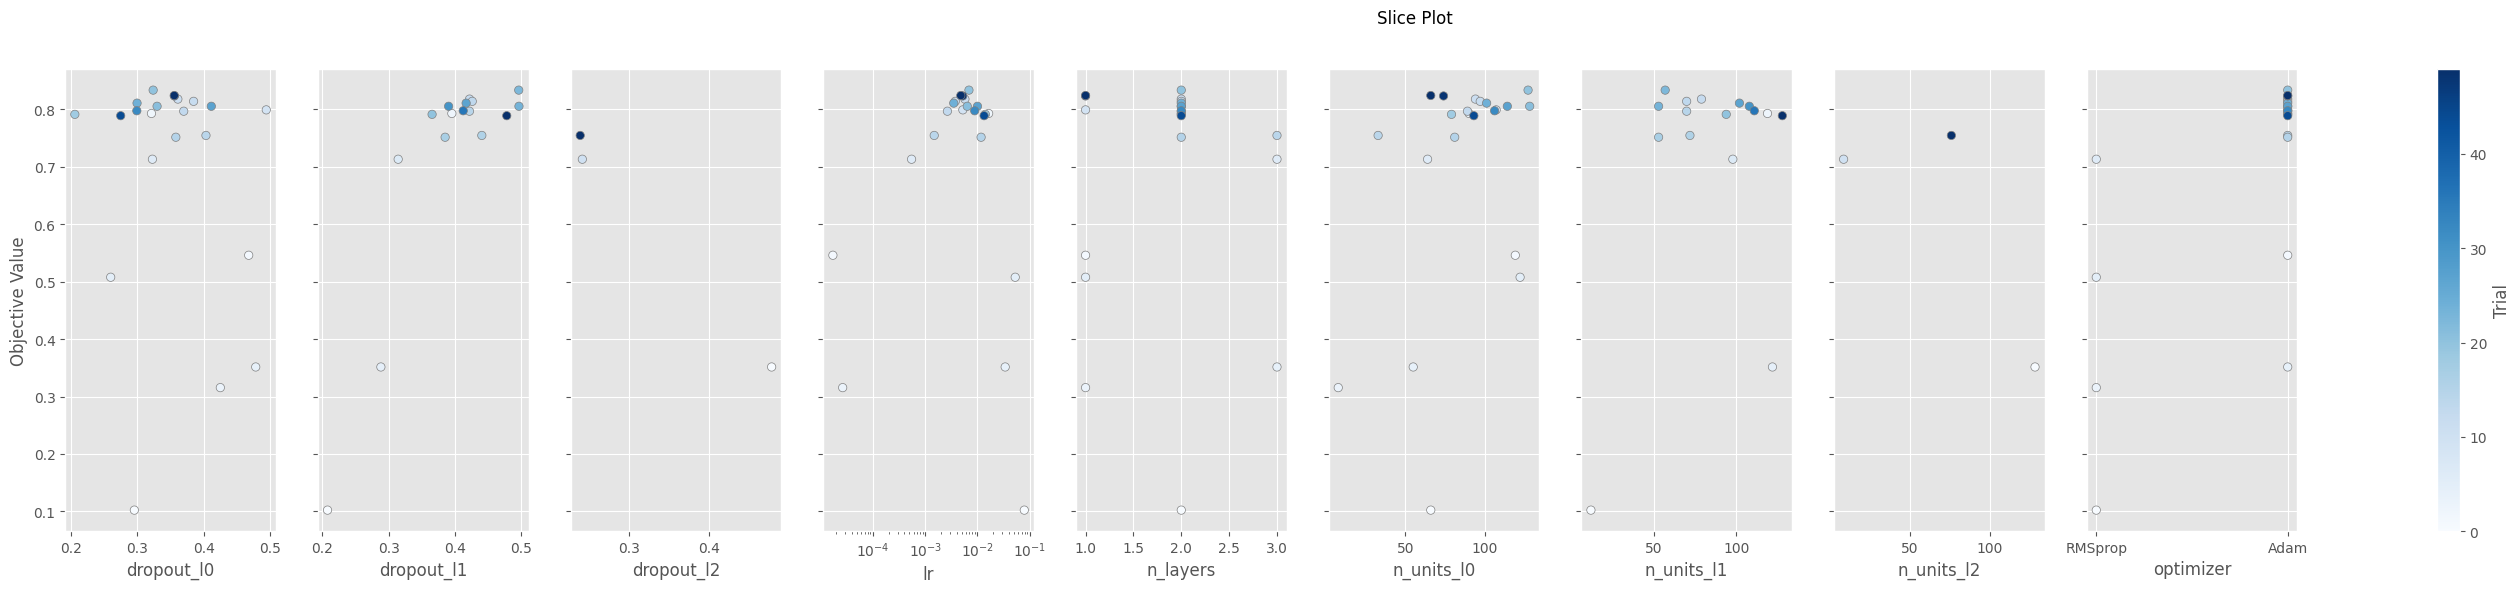 Slice Plot
Objective Value
0.8
0.7
0.6
0.5
0.4
0.3
0.2
0.1
0.2 0.3 0.4 0.5
dropout_l0
0.2 0.3 0.4 0.5
dropout_l1
0.3 0.4
dropout_l2
10⁻⁴ 10⁻³ 10⁻² 10⁻¹
lr
1.0 1.5 2.0 2.5 3.0
n_layers
50 100
n_units_l0
50 100
n_units_l1
50 100
n_units_l2
RMSprop Adam
optimizer
40
30
20
10
0
Trial